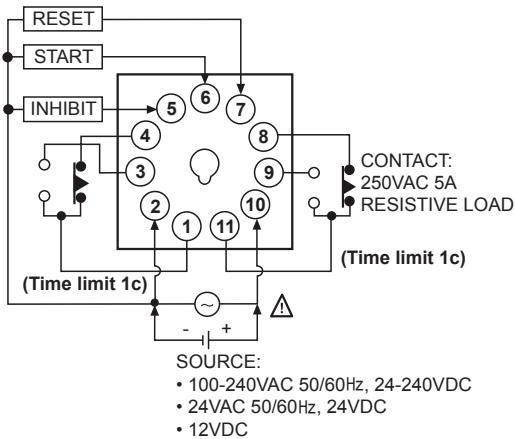 RESET
START
INHIBIT
6
5
7
4
8
3
9
2
10
1
11
CONTACT:
250VAC 5A
RESISTIVE LOAD
(Time limit 1c)
(Time limit 1c)
~
- +
SOURCE:
• 100-240VAC 50/60Hz, 24-240VDC
• 24VAC 50/60Hz, 24VDC
• 12VDC